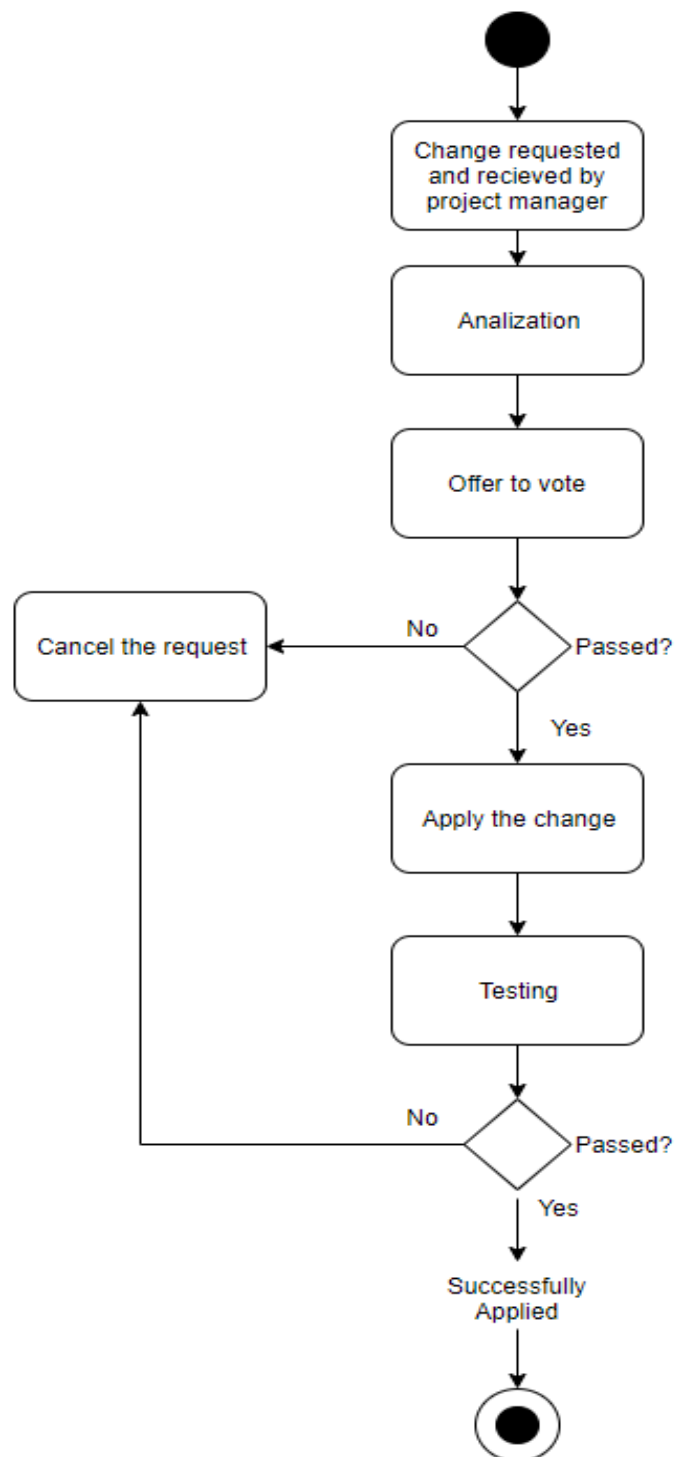 Change requested
and recieved by
project manager
Analization
Offer to vote
No
Passed?
Cancel the request
Yes
Apply the change
Testing
No
Passed?
Yes
Successfully
Applied